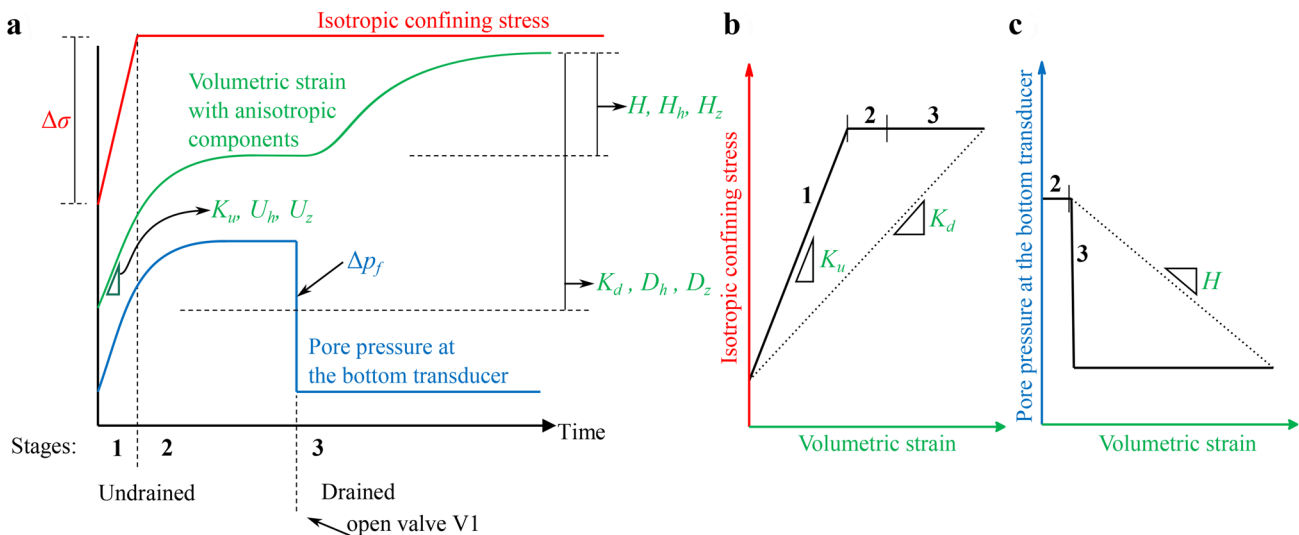 a
Isotropic confining stress
Δσ
Volumetric strain
with anisotropic
components
H, H_h, H_z
K_u, U_h, U_z
Δp_f
K_d , D_h , D_z
Pore pressure at
the bottom transducer
Time
Stages: 1 2 3
Undrained
Drained
open valve V1
b
Isotropic confining stress
1
2
3
K_u
K_d
Volumetric strain
c
Pore pressure at the bottom transducer
2
3
H
Volumetric strain